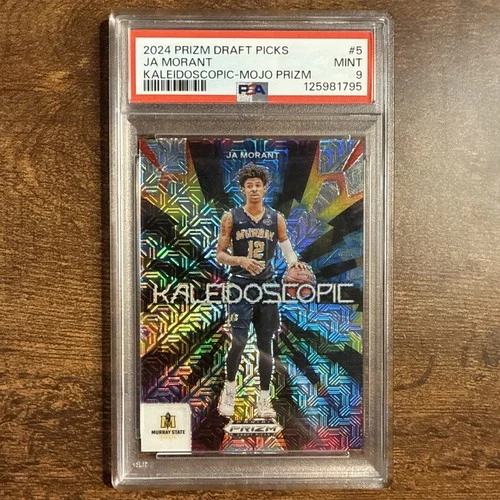 2024 PRIZM DRAFT PICKS #5
JA MORANT MINT
KALEIDOSCOPIC-MOJO PRIZM 9
PSA 125981795
JA MORANT
MURRAY
12
KALEIDOSCOPIC
MURRAY STATE
PRIZM